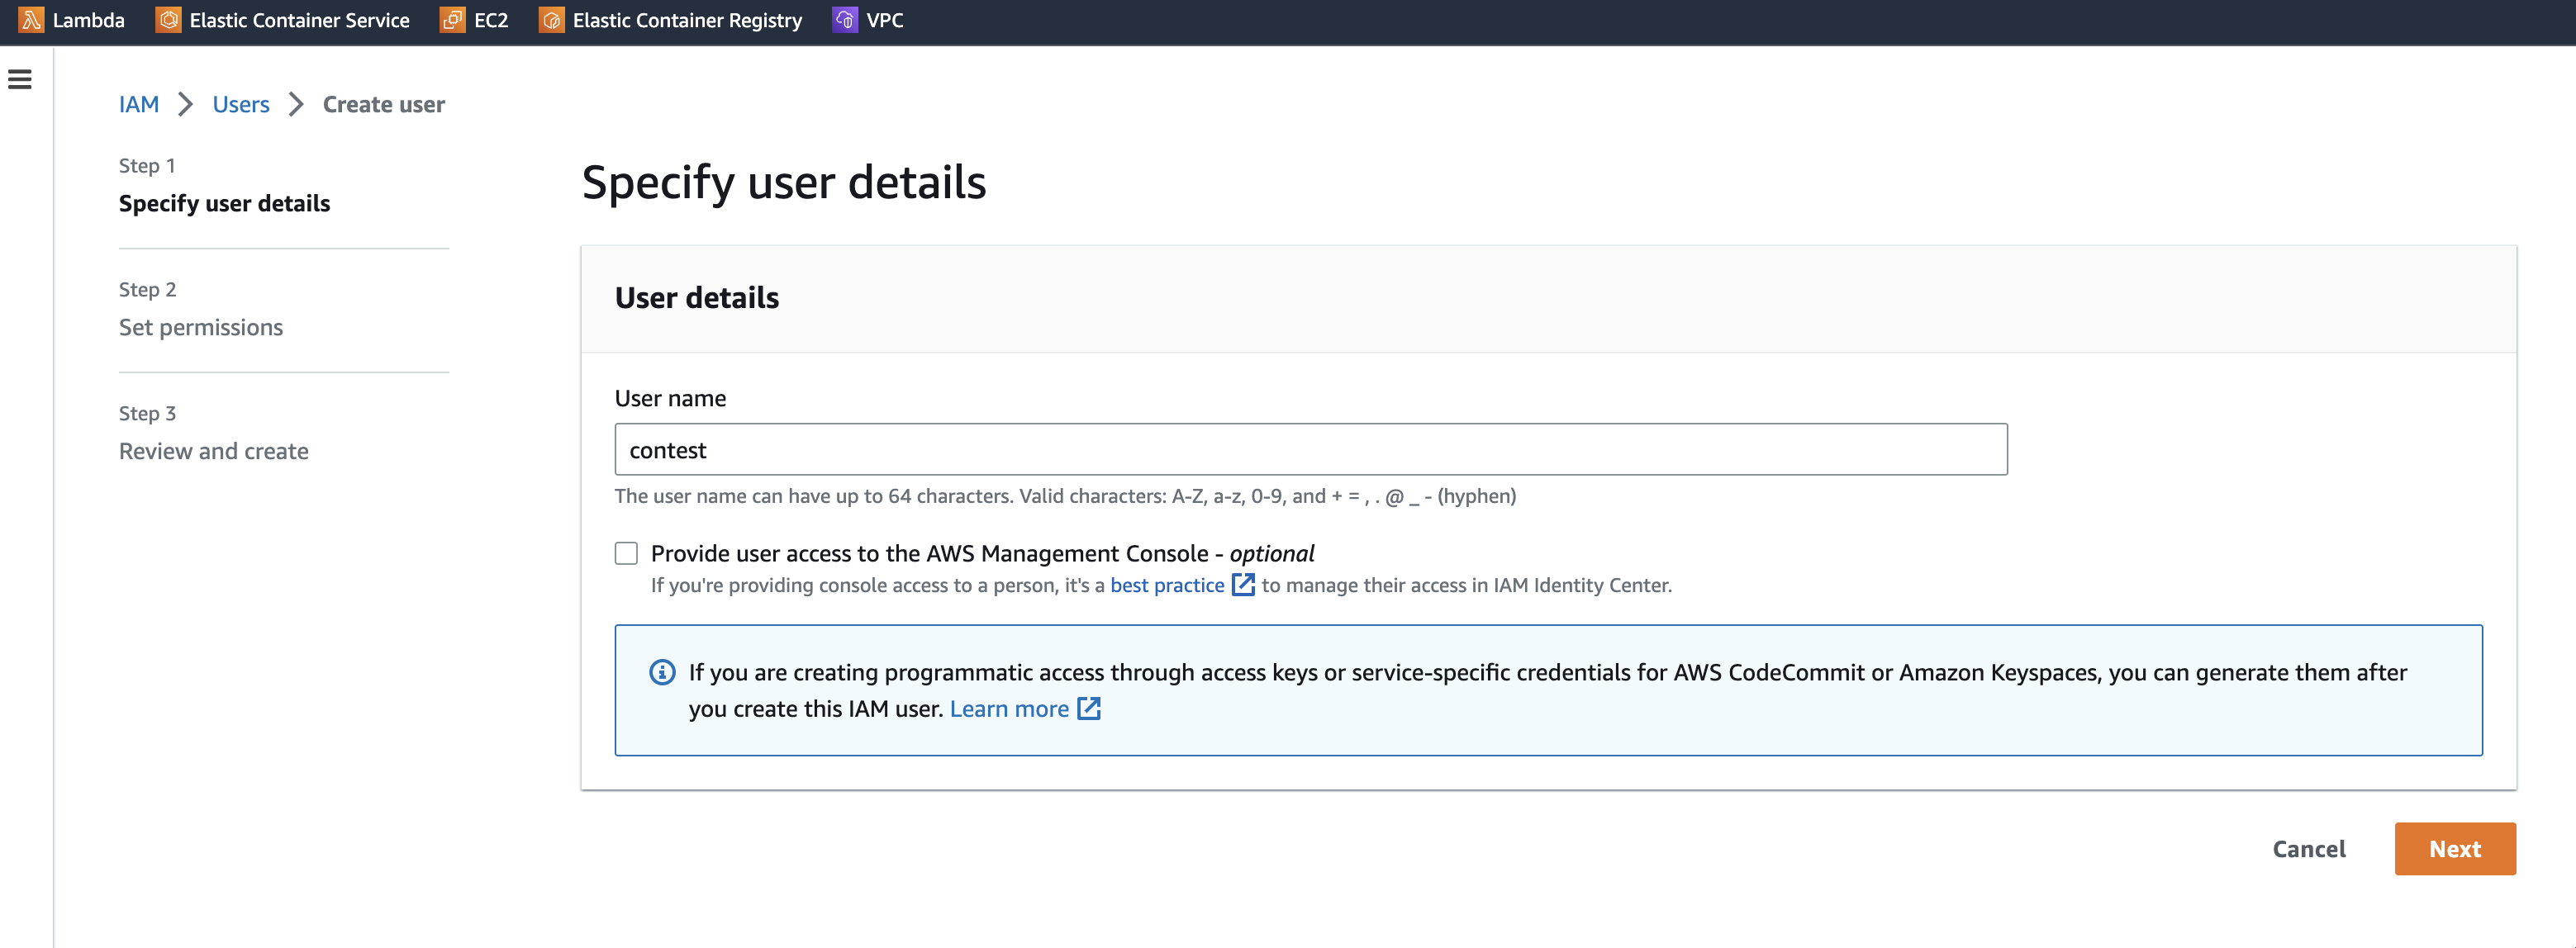 Lambda Elastic Container Service EC2 Elastic Container Registry VPC
IAM Users Create user
Step 1
Specify user details
Step 2
Set permissions
Step 3
Review and create
Specify user details
User details
User name
contest
The user name can have up to 64 characters. Valid characters: A-Z, a-z, 0-9, and + = , . @ _ - (hyphen)
Provide user access to the AWS Management Console - optional
If you're providing console access to a person, it's a best practice to manage their access in IAM Identity Center.
If you are creating programmatic access through access keys or service-specific credentials for AWS CodeCommit or Amazon Keyspaces, you can generate them after
you create this IAM user. Learn more
Cancel Next